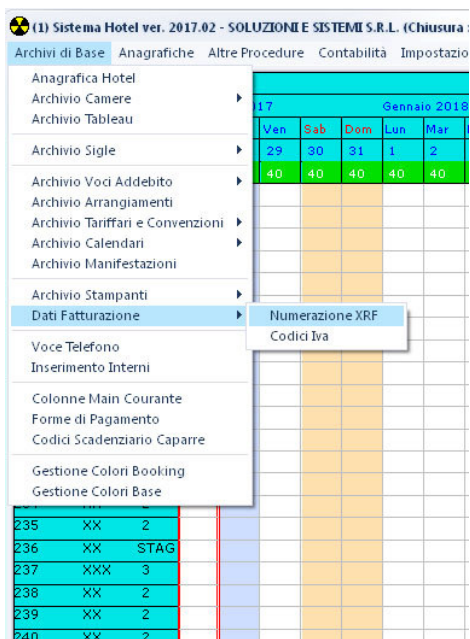 (1) Sistema Hotel ver. 2017.02 - SOLUZIONI E SISTEMI S.R.L. (Chiusura
Archivi di Base Anagrafiche Altre Procedure Contabilità Impostazio
Anagrafica Hotel
Archivio Camere
Archivio Tableau
Archivio Sigle
Archivio Voci Addebito
Archivio Arrangiamenti
Archivio Tariffari e Convenzioni
Archivio Calendari
Archivio Manifestazioni
Archivio Stampanti
Dati Fatturazione
Voce Telefono
Inserimento Interni
Colonne Main Courante
Forme di Pagamento
Codici Scadenziario Caparre
Gestione Colori Booking
Gestione Colori Base
Numerazione XRF
Codici Iva
17 Gennaio 2018
Ven Sab Dom Lun Mar
29 30 31 1 2
40 40 40 40 40
235 XX 2
236 XX STAG
237 XXX 3
238 XX 2
239 XX 2
240 XX 2